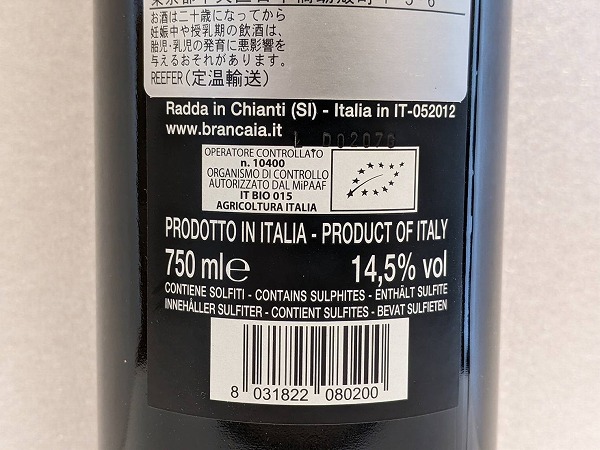 お酒は二十歳になってから
妊娠中や授乳期の飲酒は、
胎児・乳児の発育に悪影響を
与えるおそれがあります。
REEFER(定温輸送)
Radda in Chianti (SI) - Italia in IT-052012
www.brancaia.it
L 002070
OPERATORE CONTROLLATO
n. 10400
ORGANISMO DI CONTROLLO
AUTORIZZATO DAL MiPAAF
IT BIO 015
AGRICOLTURA ITALIA
PRODOTTO IN ITALIA - PRODUCT OF ITALY
750 ml℮ 14,5% vol
CONTIENE SOLFITI - CONTAINS SULPHITES - ENTHÄLT SULFITE
INNEHÅLLER SULFITER - CONTIENT SULFITES - BEVAT SULFIETEN
8 031822 080200